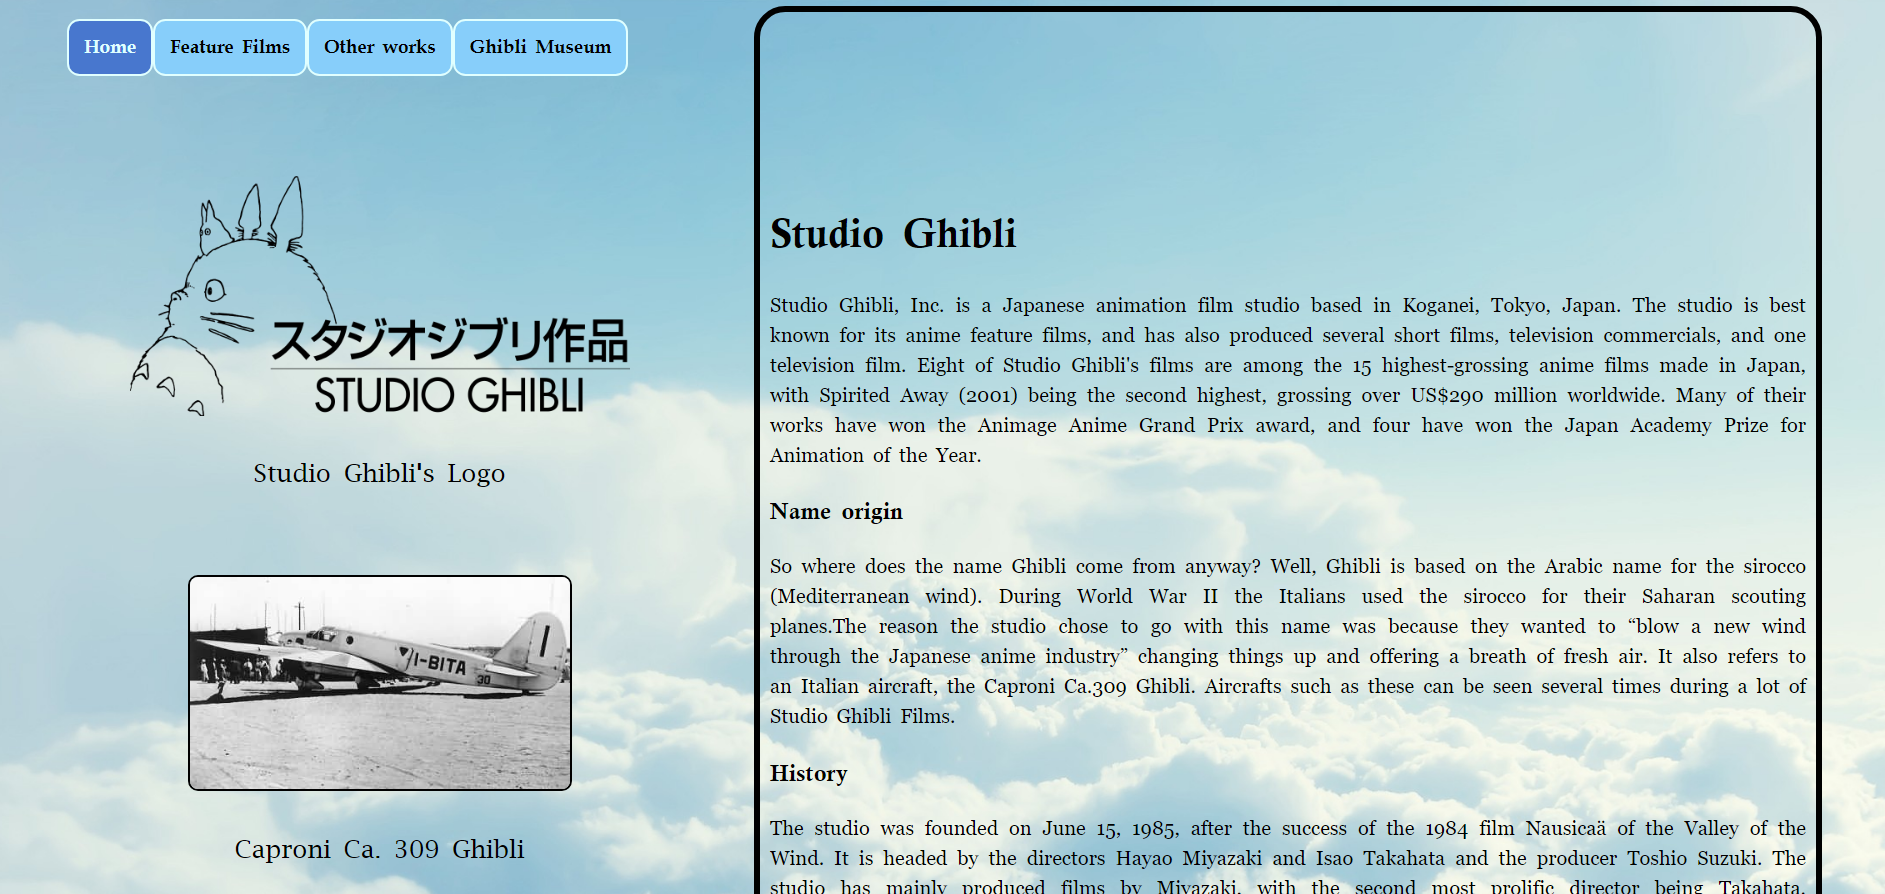 Home
Feature Films
Other works
Ghibli Museum
スタジオジブリ作品
STUDIO GHIBLI
Studio Ghibli's Logo
I-BITA
30
Caproni Ca. 309 Ghibli
Studio Ghibli
Studio Ghibli, Inc. is a Japanese animation film studio based in Koganei, Tokyo, Japan. The studio is best
known for its anime feature films, and has also produced several short films, television commercials, and one
television film. Eight of Studio Ghibli's films are among the 15 highest-grossing anime films made in Japan,
with Spirited Away (2001) being the second highest, grossing over US$290 million worldwide. Many of their
works have won the Animage Anime Grand Prix award, and four have won the Japan Academy Prize for
Animation of the Year.
Name origin
So where does the name Ghibli come from anyway? Well, Ghibli is based on the Arabic name for the sirocco
(Mediterranean wind). During World War II the Italians used the sirocco for their Saharan scouting
planes.The reason the studio chose to go with this name was because they wanted to “blow a new wind
through the Japanese anime industry” changing things up and offering a breath of fresh air. It also refers to
an Italian aircraft, the Caproni Ca.309 Ghibli. Aircrafts such as these can be seen several times during a lot of
Studio Ghibli Films.
History
The studio was founded on June 15, 1985, after the success of the 1984 film Nausicaä of the Valley of the
Wind. It is headed by the directors Hayao Miyazaki and Isao Takahata and the producer Toshio Suzuki. The
studio has mainly produced films by Miyazaki, with the second most prolific director being Takahata,